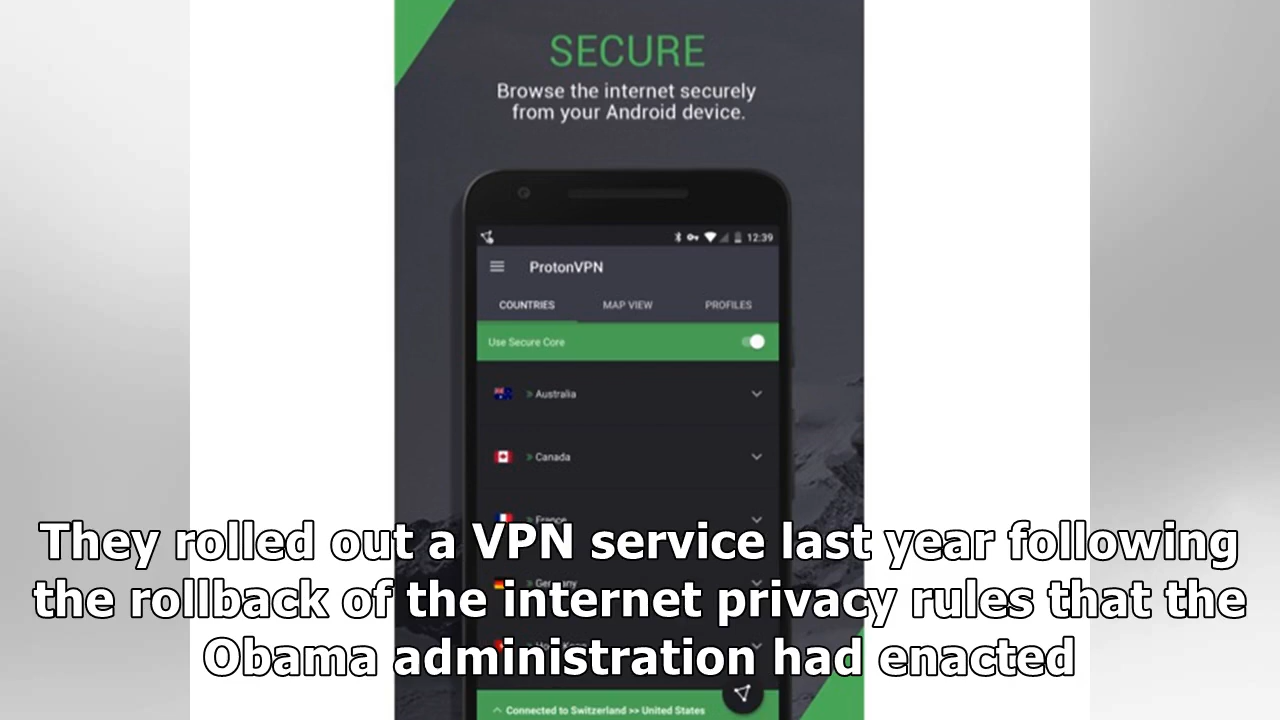 SECURE
Browse the internet securely
from your Android device.
12:39
ProtonVPN
COUNTRIES MAP VIEW PROFILES
Use Secure Core
» Australia
» Canada
» France
They rolled out a VPN service last year following
» Germany
the rollback of the internet privacy rules that the
Obama administration had enacted
^ Connected to Switzerland >> United States